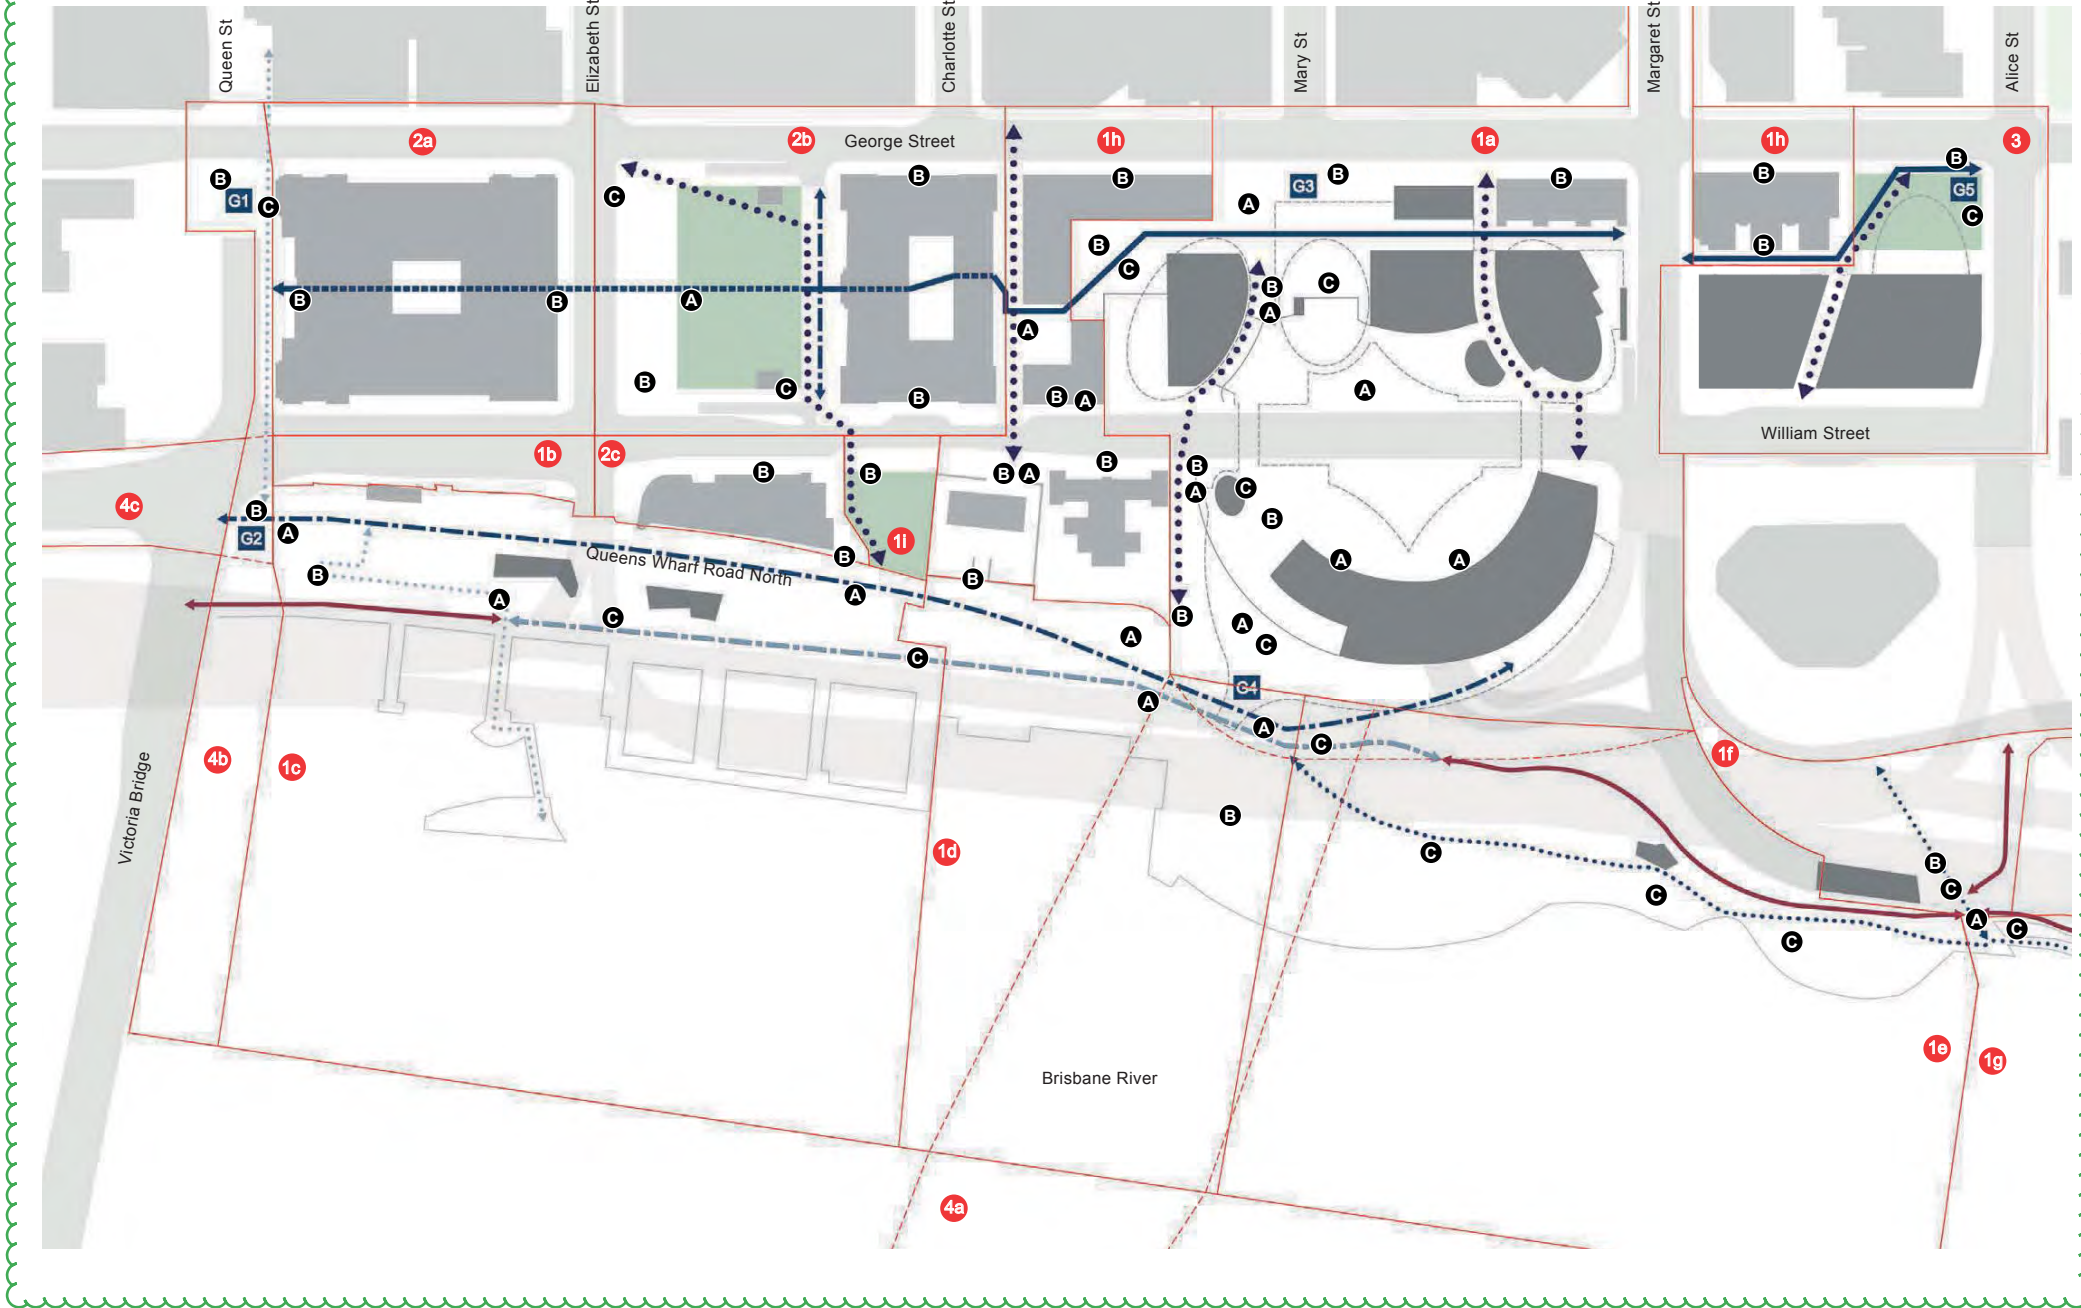 Queen St
Elizabeth St
Charlotte St
Mary St
Margaret St
Alice St
2a
2b
George Street
1h
1a
1h
3
B
B
B
B
B
B
B
G1
C
C
A
G3
G5
C
B
C
B
B
C
B
B
B
A
A
A
B
C
B
C
B
B
A
A
William Street
1b
2c
4c
B
B
B
A
B
B
A
C
B
G2
A
B
1i
B
Queens Wharf Road North
B
B
A
A
A
A
C
C
A
B
A
C
G4
A
A
C
4b
1c
1f
Victoria Bridge
B
1d
C
B
C
C
A
C
C
1e
1g
Brisbane River
4a